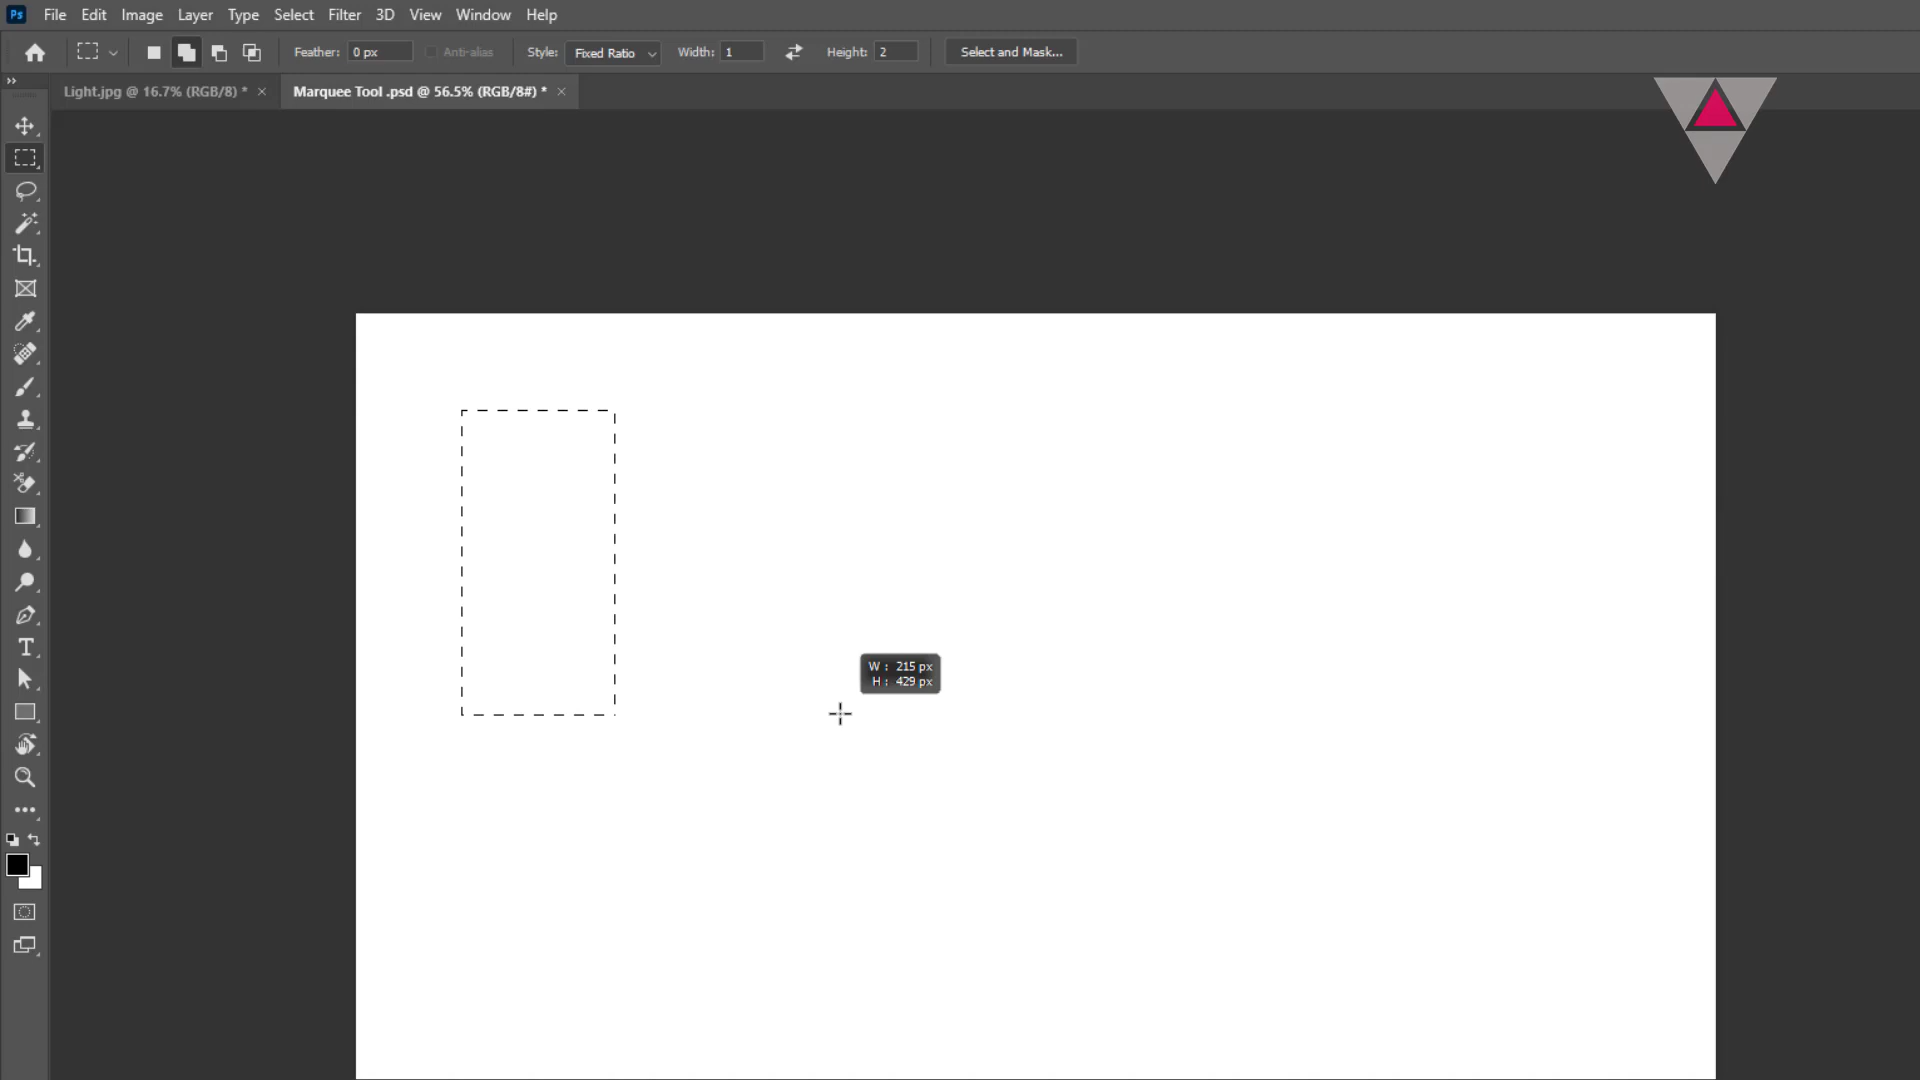 Ps File Edit Image Layer Type Select Filter 3D View Window Help
Feather: 0 px Anti-alias Style: Fixed Ratio Width: 1 Height: 2 Select and Mask...
Light.jpg @ 16.7% (RGB/8) * × Marquee Tool .psd @ 56.5% (RGB/8#) * ×
W : 215 px
H : 429 px